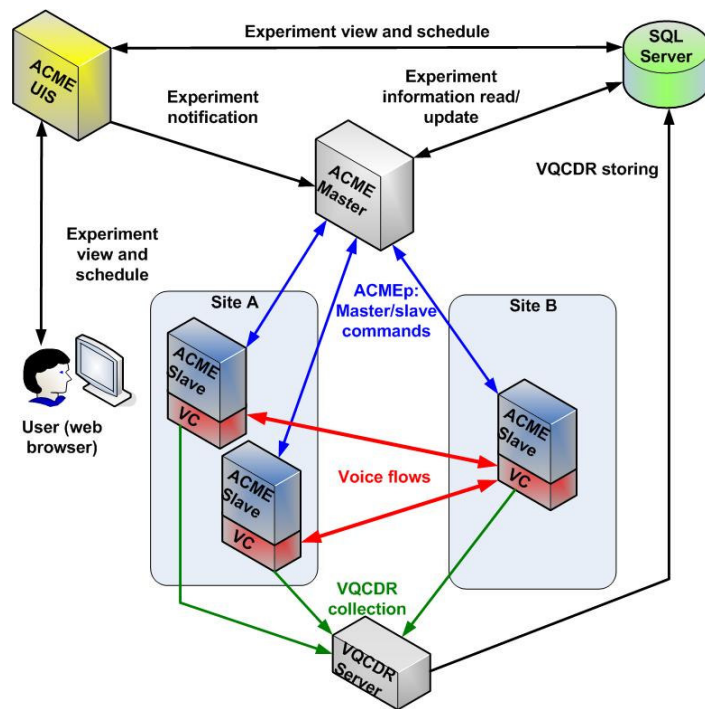 Experiment view and schedule
SQL
Server
ACME
UIS
Experiment
notification
Experiment
information read/
update
ACME
Master
VQCDR storing
Experiment
view and
schedule
ACMEp:
Master/slave
commands
Site A
Site B
ACME
Slave
VC
ACME
Slave
VC
User (web
browser)
ACME
Slave
VC
Voice flows
VQCDR
collection
VQCDR
Server